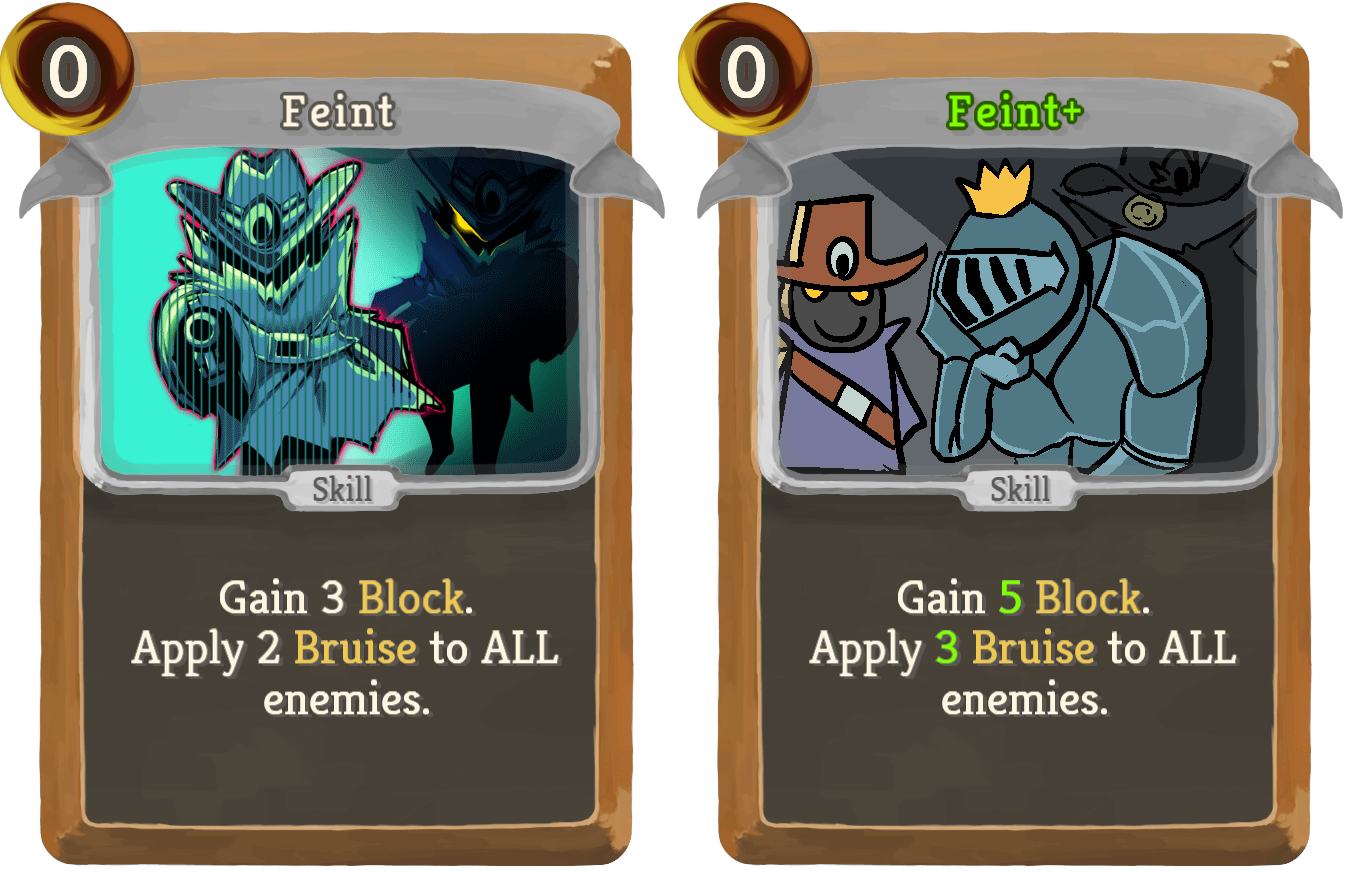 0
Feint
Skill
Gain 3 Block.
Apply 2 Bruise to ALL
enemies.
0
Feint+
Skill
Gain 5 Block.
Apply 3 Bruise to ALL
enemies.